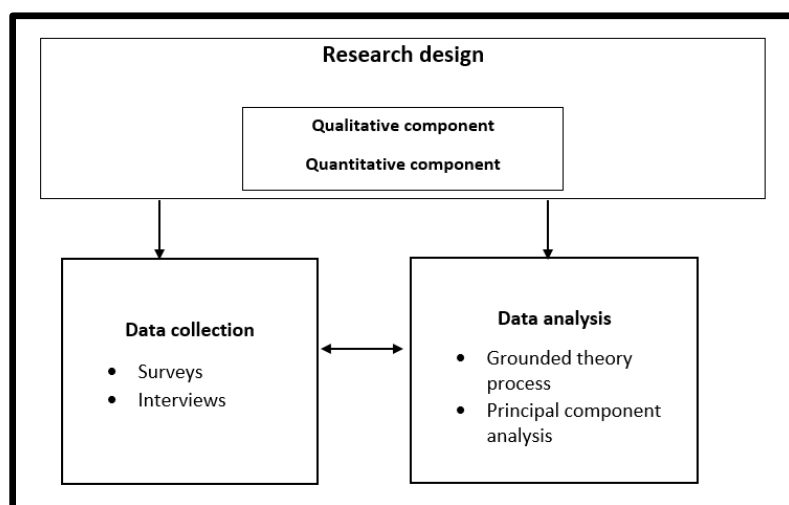 Research design
Qualitative component
Quantitative component
Data collection
• Surveys
• Interviews
Data analysis
• Grounded theory
process
• Principal component
analysis